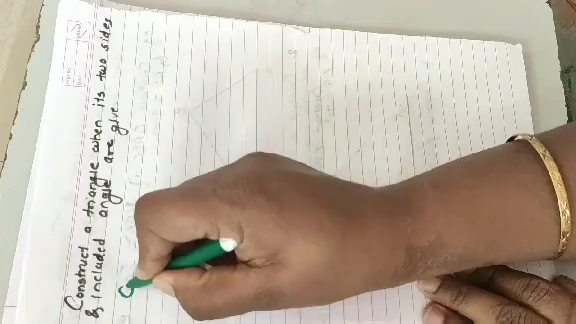 Construct a triangle when its two sides
& included angle are give